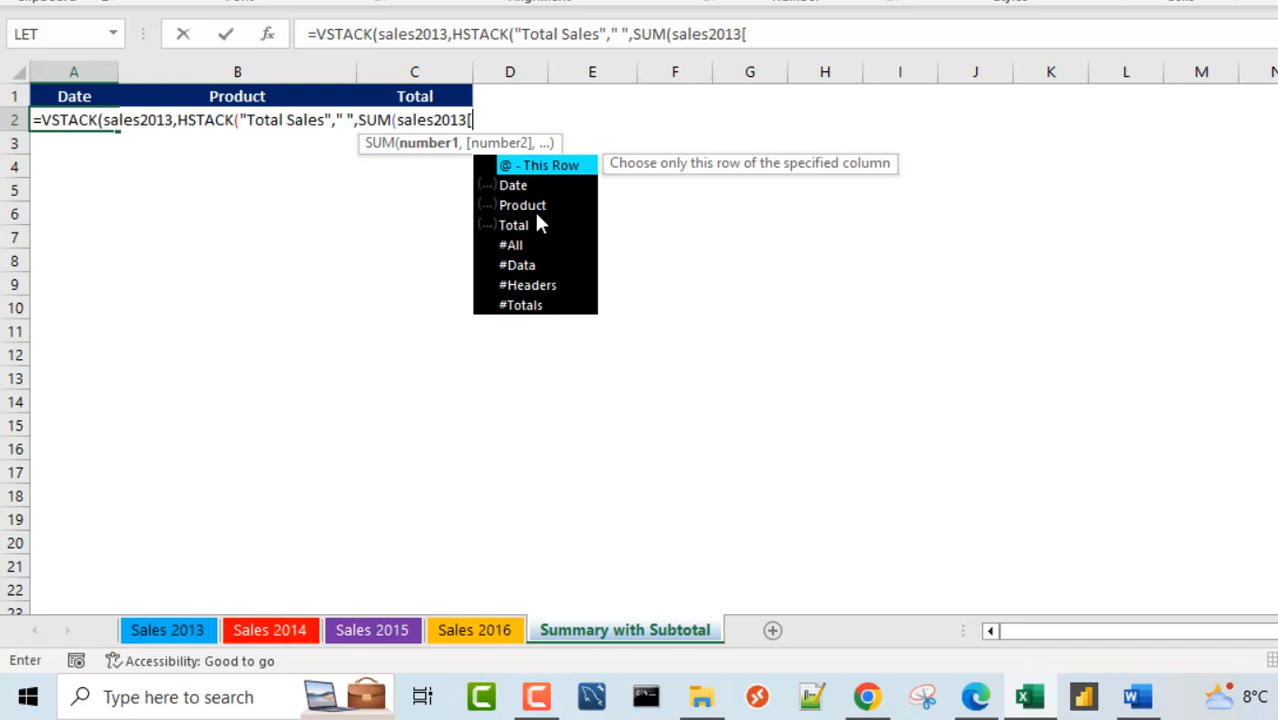 LET
fx
=VSTACK(sales2013,HSTACK("Total Sales"," ",SUM(sales2013[
A B C D E F G H I J K L M
1 Date Product Total
2 =VSTACK(sales2013,HSTACK("Total Sales"," ",SUM(sales2013[
3 SUM(number1, [number2], ...)
4 @ - This Row Choose only this row of the specified column
5 (...) Date
6 (...) Product
7 (...) Total
8 #All
#Data
9 #Headers
10 #Totals
11
12
13
14
15
16
17
18
19
20
21
22
Sales 2013 Sales 2014 Sales 2015 Sales 2016 Summary with Subtotal
Enter Accessibility: Good to go
Type here to search 8°C